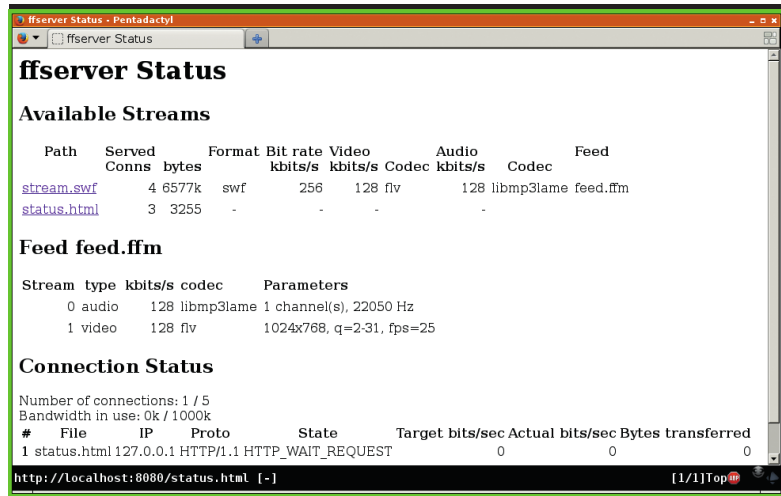 ffserver Status - Pentadactyl
ffserver Status
ffserver Status
Available Streams
Path Served Format Bit rate Video Audio Feed
Conns bytes kbits/s kbits/s Codec kbits/s Codec
stream.swf 4 6577k swf 256 128 flv 128 libmp3lame feed.ffm
status.html 3 3255 - - - -
Feed feed.ffm
Stream type kbits/s codec Parameters
0 audio 128 libmp3lame 1 channel(s), 22050 Hz
1 video 128 flv 1024x768, q=2-31, fps=25
Connection Status
Number of connections: 1 / 5
Bandwidth in use: 0k / 1000k
# File IP Proto State Target bits/sec Actual bits/sec Bytes transferred
1 status.html 127.0.0.1 HTTP/1.1 HTTP_WAIT_REQUEST 0 0 0
http://localhost:8080/status.html [-] [1/1] Top